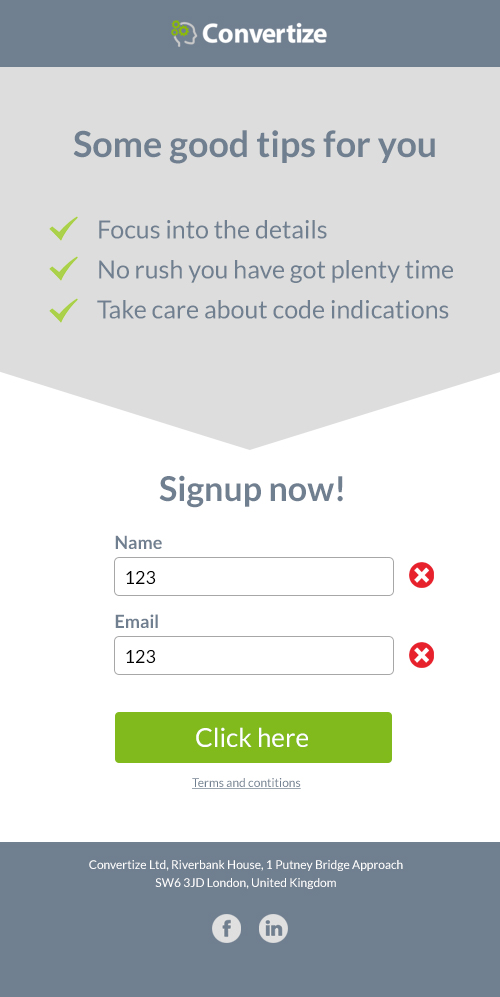 Convertize
Some good tips for you
Focus into the details
No rush you have got plenty time
Take care about code indications
Signup now!
Name
123
Email
123
Click here
Terms and contitions
Convertize Ltd, Riverbank House, 1 Putney Bridge Approach
SW6 3JD London, United Kingdom
f in